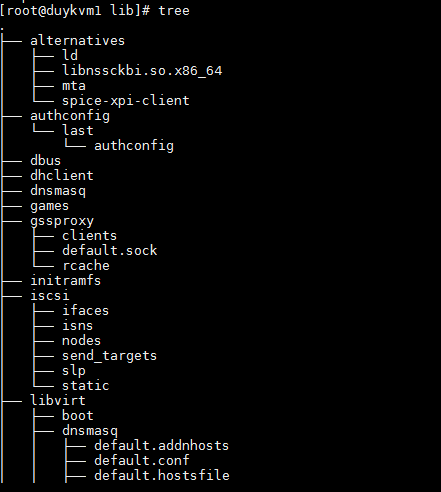 [root@duykvm1 lib]# tree
.
├── alternatives
│   ├── ld
│   ├── libnssckbi.so.x86_64
│   ├── mta
│   └── spice-xpi-client
├── authconfig
│   └── last
│       └── authconfig
├── dbus
├── dhclient
├── dnsmasq
├── games
├── gssproxy
│   ├── clients
│   ├── default.sock
│   └── rcache
├── initramfs
├── iscsi
│   ├── ifaces
│   ├── isns
│   ├── nodes
│   ├── send_targets
│   ├── slp
│   └── static
├── libvirt
│   ├── boot
│   ├── dnsmasq
│   │   ├── default.addnhosts
│   │   ├── default.conf
│   │   ├── default.hostsfile